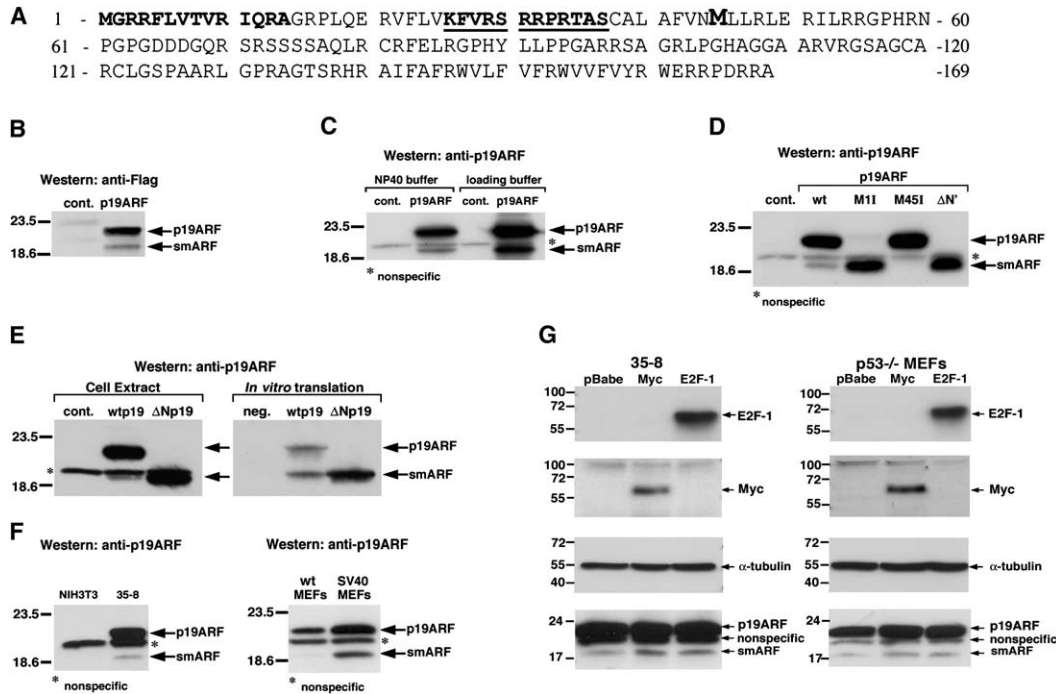 A
1 - MGRRFLVTVR IQRAGRPLQE RVFLVKFVRS RRPRTASCAL AFVNMLLRLE RILRRGPHRN - 60
61 - PGPGDDDGQR SRSSSSAQLR CRFELRGPHY LLPPGARRSA GRLPGHAGGA ARVRGSAGCA -120
121 - RCLGSPAARL GPRAGTSRHR AIFAFRWVLF VFRWVVFVYR WERRPDRRA -169
B
Western: anti-Flag
cont. p19ARF
23.5
p19ARF
smARF
18.6
C
Western: anti-p19ARF
NP40 buffer loading buffer
cont. p19ARF cont. p19ARF
23.5
p19ARF
*
smARF
18.6
* nonspecific
D
Western: anti-p19ARF
p19ARF
cont. wt M1I M45I ΔN'
23.5
p19ARF
*
smARF
18.6
* nonspecific
E
Western: anti-p19ARF
Cell Extract In vitro translation
cont. wtp19 ΔNp19 neg. wtp19 ΔNp19
23.5
p19ARF
*
smARF
18.6
F
Western: anti-p19ARF
NIH3T3 35-8
23.5
p19ARF
*
smARF
18.6
* nonspecific
Western: anti-p19ARF
wt MEFs
SV40 MEFs
23.5
p19ARF
*
smARF
18.6
* nonspecific
G
35-8
pBabe Myc E2F-1
100
72
55
E2F-1
100
72
55
Myc
72
55
40
α-tubulin
24
17
p19ARF
nonspecific
smARF
p53-/- MEFs
pBabe Myc E2F-1
100
72
55
E2F-1
100
72
55
Myc
72
55
40
α-tubulin
24
17
p19ARF
nonspecific
smARF